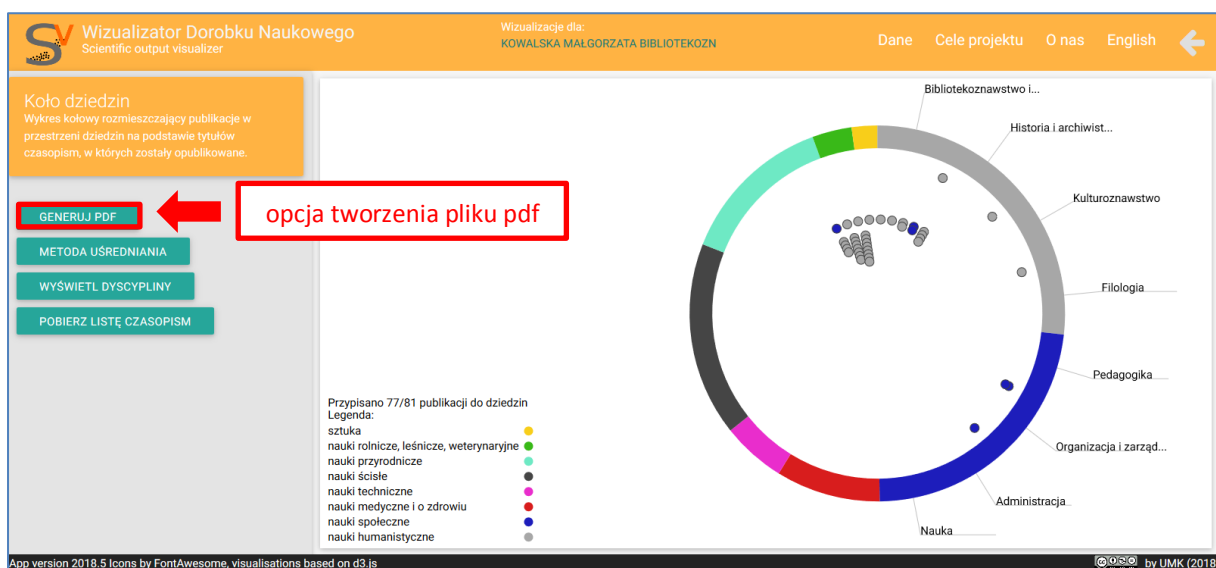 Wizualizator Dorobku Naukowego
Scientific output visualizer
Wizualizacje dla:
KOWALSKA MAŁGORZATA BIBLIOTEKOZN
Dane Cele projektu O nas English
Koło dziedzin
Wykres kołowy rozmieszczający publikacje w
przestrzeni dziedzin na podstawie tytułów
czasopism, w których zostały opublikowane.
GENERUJ PDF
opcja tworzenia pliku pdf
METODA UŚREDNIANIA
WYŚWIETL DYSCYPLINY
POBIERZ LISTĘ CZASOPISM
Bibliotekoznawstwo i...
Historia i archiwist...
Kulturoznawstwo
Filologia
Pedagogika
Organizacja i zarząd...
Administracja
Nauka
Przypisano 77/81 publikacji do dziedzin
Legenda:
sztuka
nauki rolnicze, leśnicze, weterynaryjne
nauki przyrodnicze
nauki ścisłe
nauki techniczne
nauki medyczne i o zdrowiu
nauki społeczne
nauki humanistyczne
App version 2018.5 Icons by FontAwesome, visualisations based on d3.js
by UMK (2018